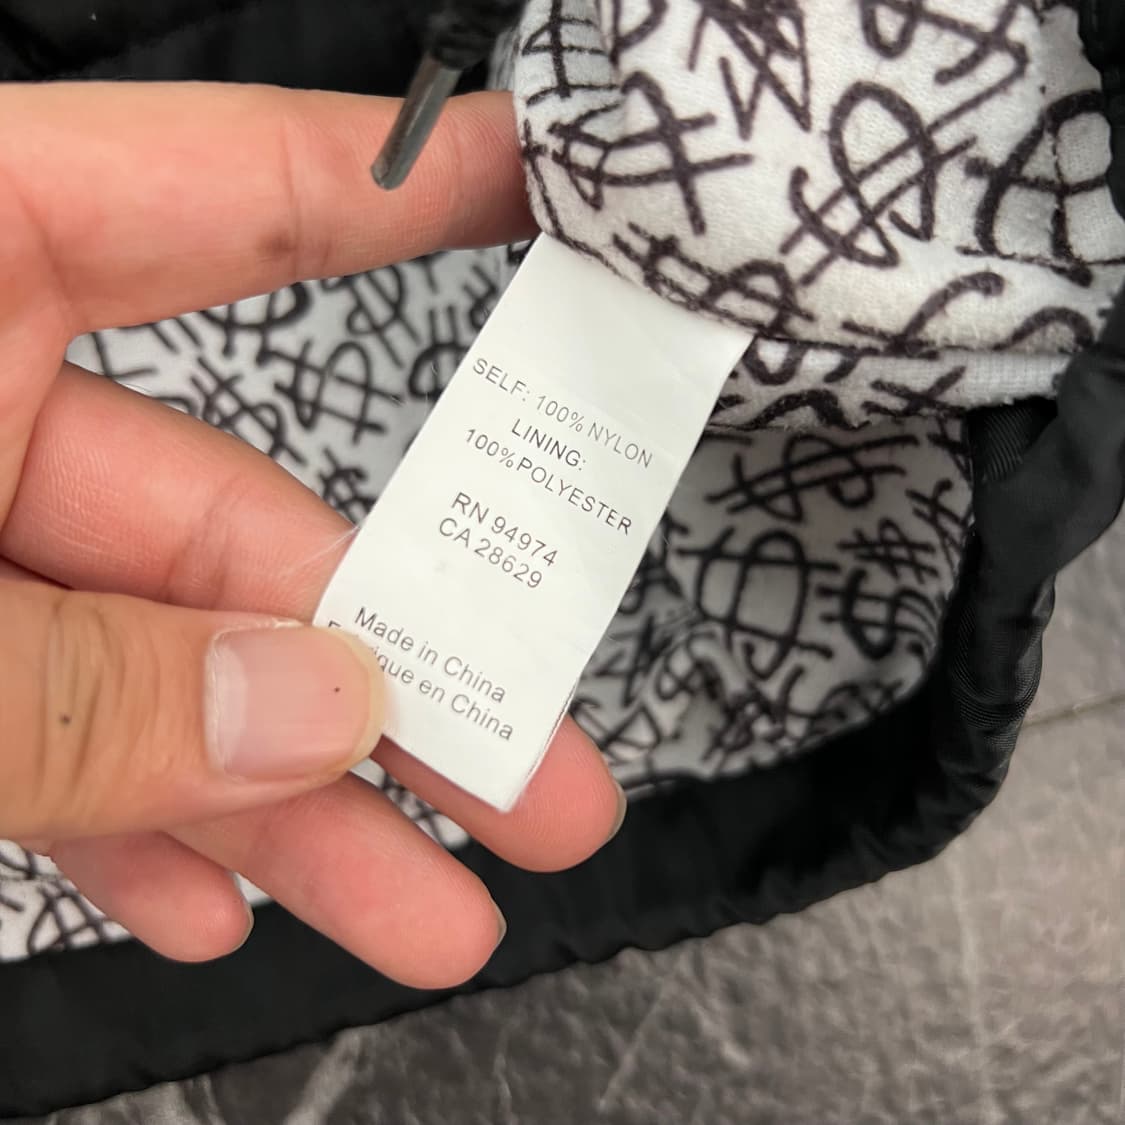 SELF: 100% NYLON
LINING:
100%POLYESTER
RN 94974
CA 28629
Made in China
en China